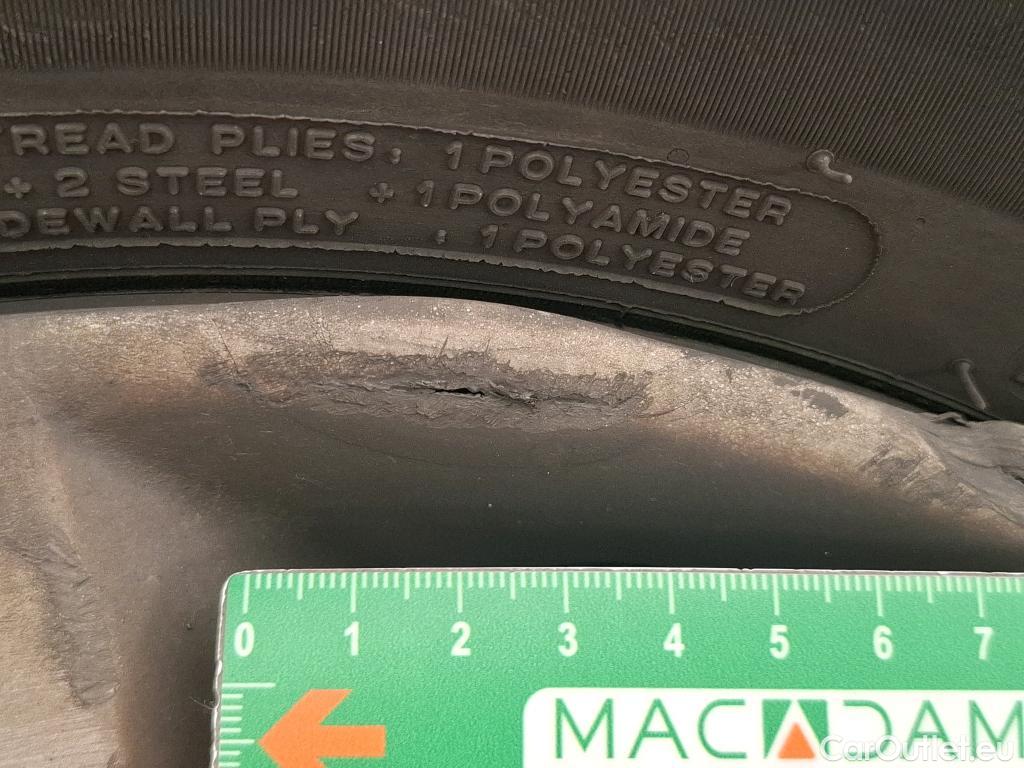 TREAD PLIES: 1 POLYESTER
+ 2 STEEL + 1 POLYAMIDE
DEWALL PLY : 1 POLYESTER
0 1 2 3 4 5 6 7
MACADAM
CarOutlet.eu